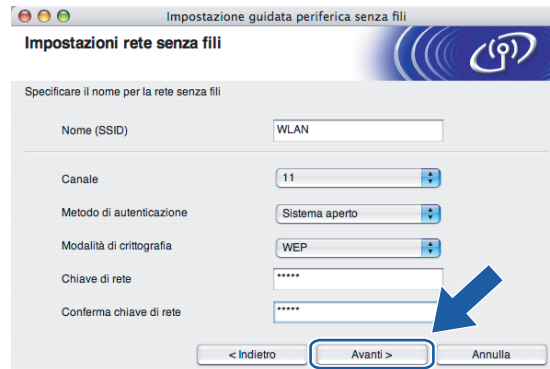 Impostazione guidata periferica senza fili
Impostazioni rete senza fili
Specificare il nome per la rete senza fili
Nome (SSID) WLAN
Canale 11
Metodo di autenticazione Sistema aperto
Modalità di crittografia WEP
Chiave di rete *****
Conferma chiave di rete *****
< Indietro Avanti > Annulla